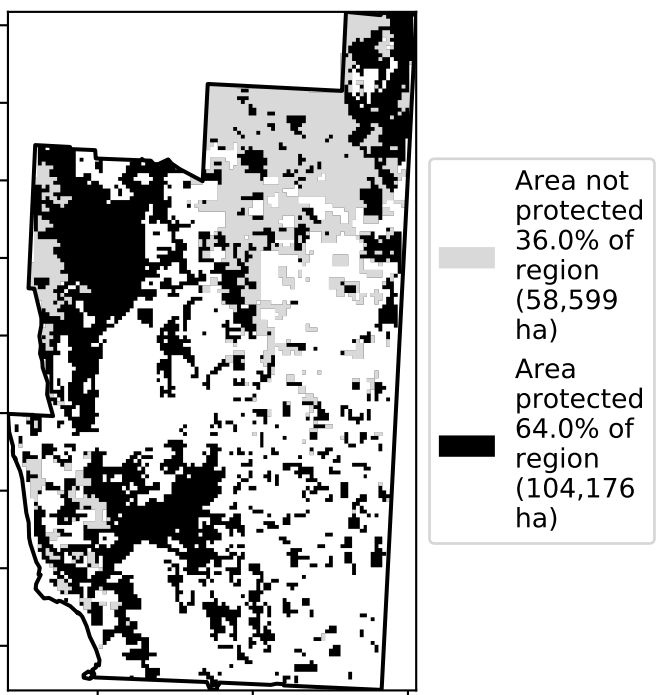 Area not
protected
36.0% of
region
(58,599
ha)
Area
protected
64.0% of
region
(104,176
ha)